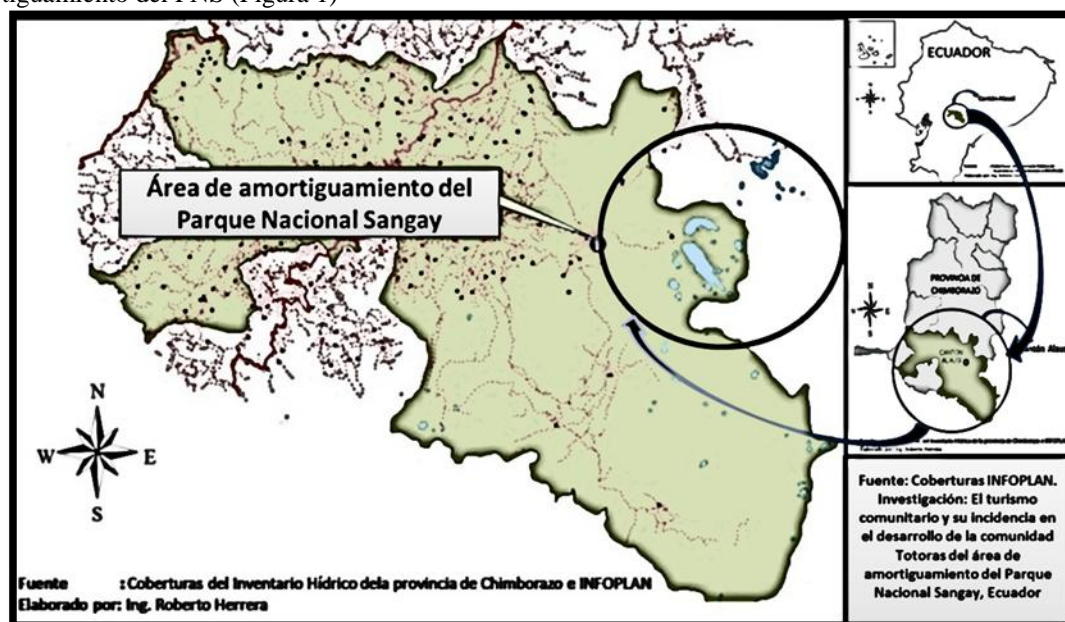 tiguamiento del PNS (Figura 1)
Área de amortiguamiento del
Parque Nacional Sangay
N
W E
S
Fuente : Coberturas del Inventario Hídrico dela provincia de Chimborazo e INFOPLAN
Elaborado por: Ing. Roberto Herrera
ECUADOR
PROVINCIA DE
CHIMBORAZO
CANTON
ALAUSI
Fuente: Coberturas INFOPLAN.
Investigación: El turismo
comunitario y su incidencia en
el desarrollo de la comunidad
Totoras del área de
amortiguamiento del Parque
Nacional Sangay, Ecuador